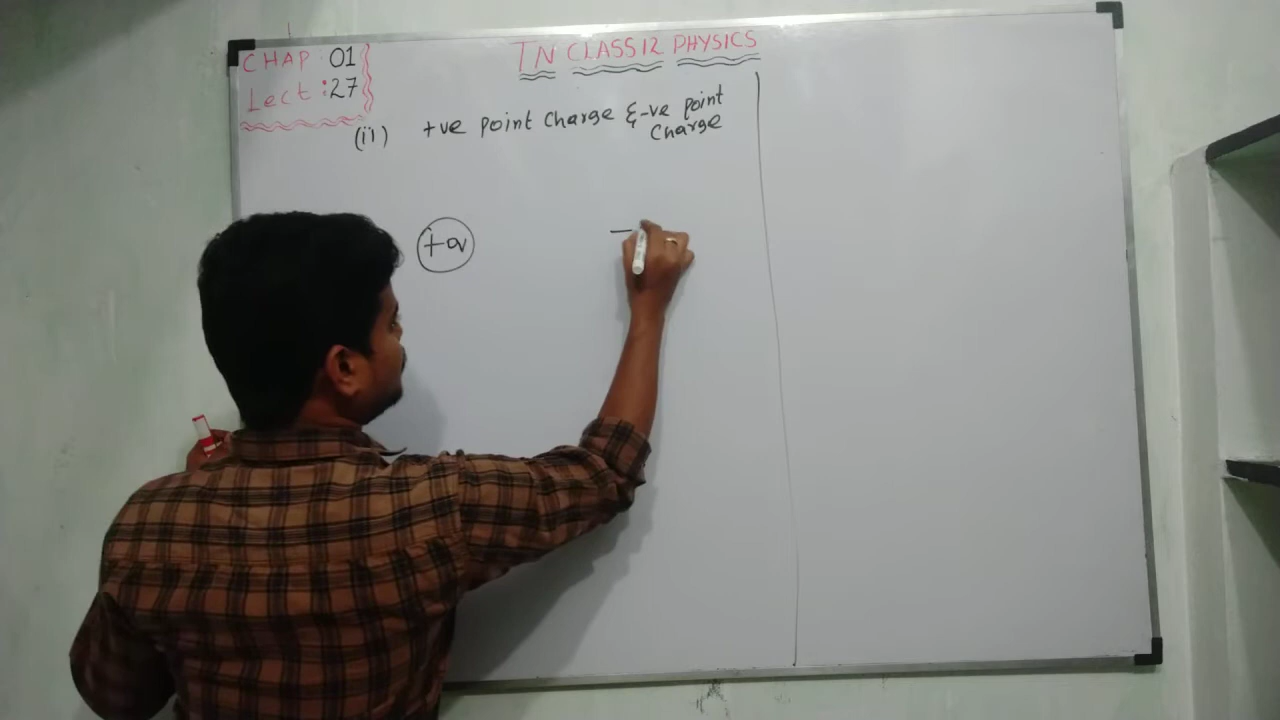 CHAP 01
Lect : 27
TN CLASS 12 PHYSICS
(ii) +ve point charge & -ve point
charge
+q
-